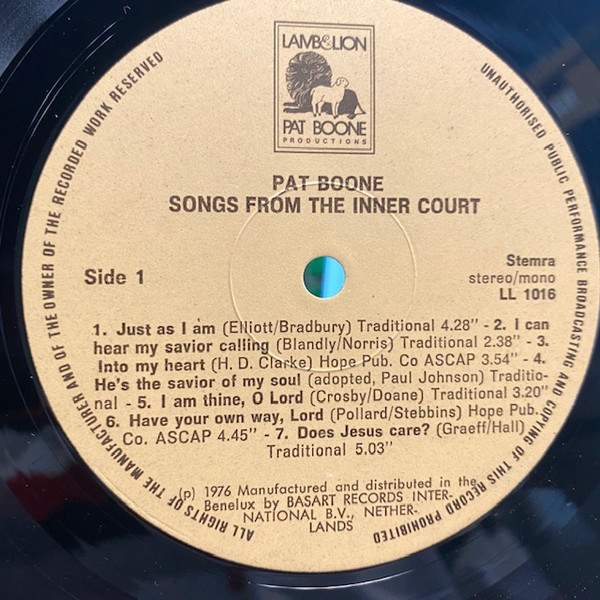 LAMB & LION
PAT BOONE
PRODUCTIONS
PAT BOONE
SONGS FROM THE INNER COURT
Side 1
Stemra
stereo/mono
LL 1016
1. Just as I am (Elliott/Bradbury) Traditional 4.28" - 2. I can
hear my savior calling (Blandly/Norris) Traditional 2.38" - 3.
Into my heart (H. D. Clarke) Hope Pub. Co ASCAP 3.54" - 4.
He's the savior of my soul (adopted, Paul Johnson) Traditio-
nal - 5. I am thine, O Lord (Crosby/Doane) Traditional 3.20"
6. Have your own way, Lord (Pollard/Stebbins) Hope Pub.
Co. ASCAP 4.45" - 7. Does Jesus care? (Graeff/Hall)
Traditional 5.03"
(p) 1976 Manufactured and distributed in the
Benelux by BASART RECORDS INTER-
NATIONAL B.V., NETHER-
LANDS
ALL RIGHTS OF THE MANUFACTURER AND OF THE OWNER OF THE RECORDED WORK RESERVED
UNAUTHORISED PUBLIC PERFORMANCE BROADCASTING AND COPYING OF THIS RECORD PROHIBITED